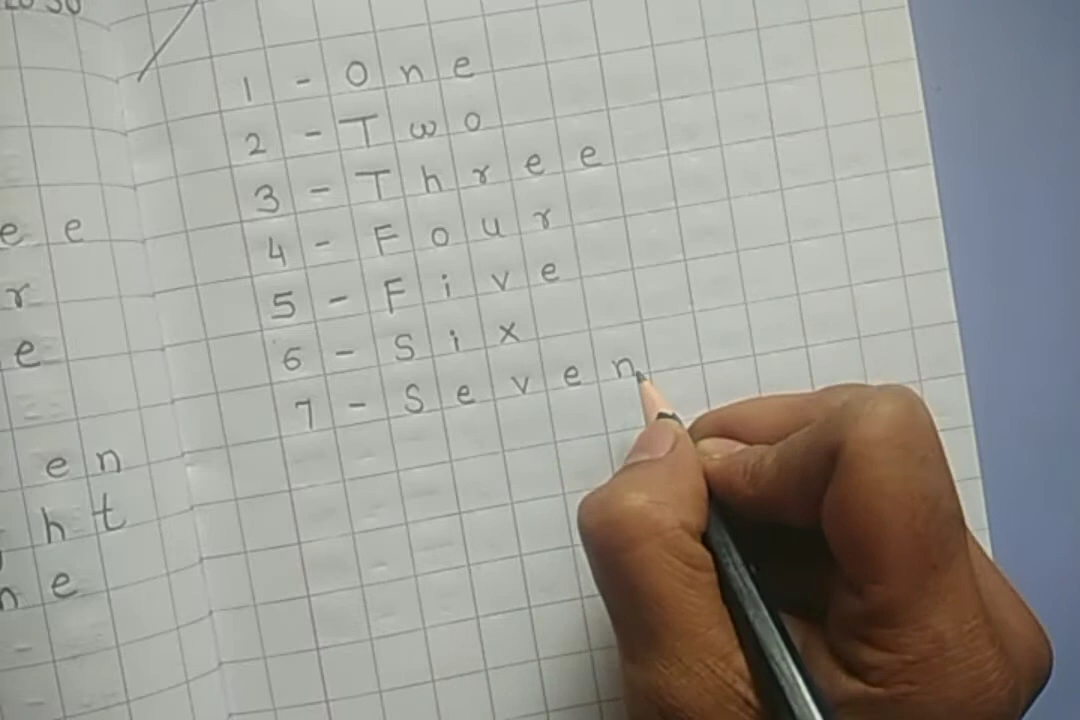 1 - One
2 - Two
3 - Three
4 - Four
5 - Five
6 - Six
7 - Seven